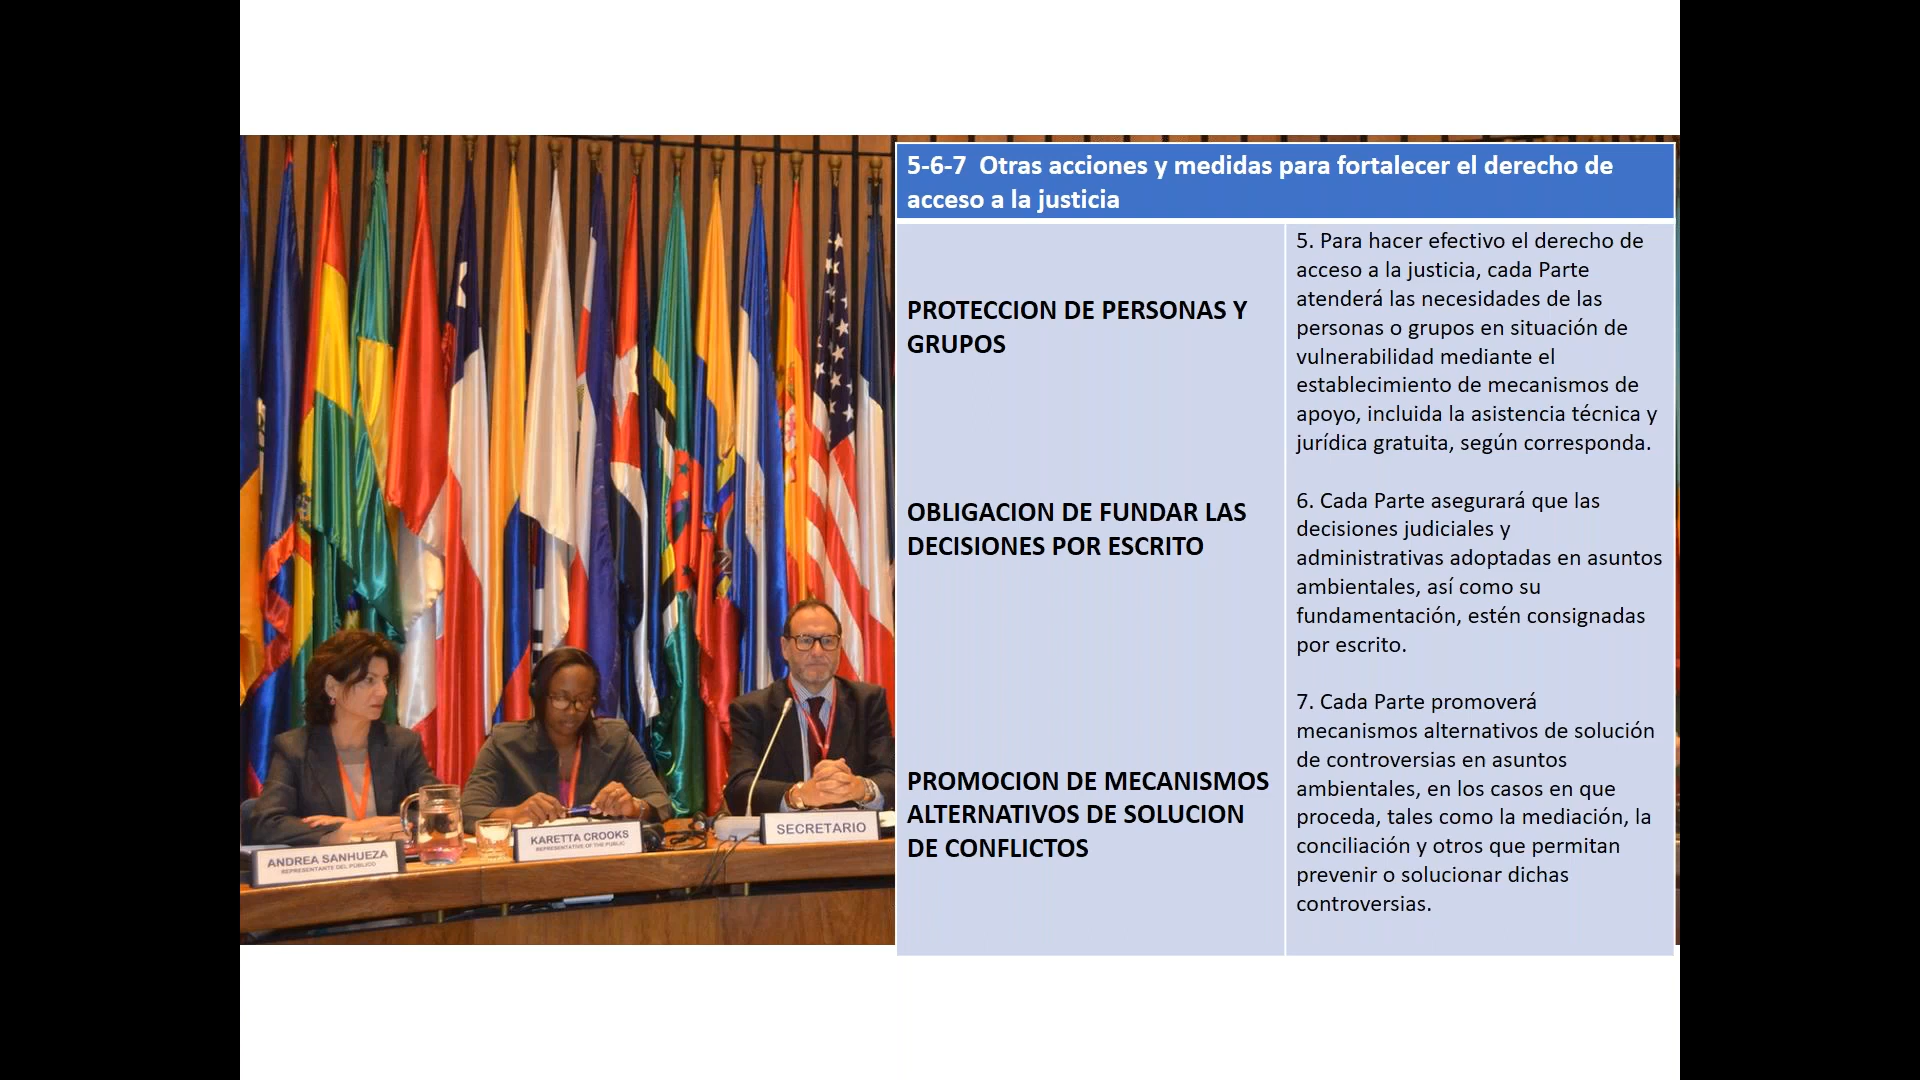 5-6-7 Otras acciones y medidas para fortalecer el derecho de
acceso a la justicia
PROTECCION DE PERSONAS Y
GRUPOS
5. Para hacer efectivo el derecho de
acceso a la justicia, cada Parte
atenderá las necesidades de las
personas o grupos en situación de
vulnerabilidad mediante el
establecimiento de mecanismos de
apoyo, incluida la asistencia técnica y
jurídica gratuita, según corresponda.
OBLIGACION DE FUNDAR LAS
DECISIONES POR ESCRITO
6. Cada Parte asegurará que las
decisiones judiciales y
administrativas adoptadas en asuntos
ambientales, así como su
fundamentación, estén consignadas
por escrito.
PROMOCION DE MECANISMOS
ALTERNATIVOS DE SOLUCION
DE CONFLICTOS
7. Cada Parte promoverá
mecanismos alternativos de solución
de controversias en asuntos
ambientales, en los casos en que
proceda, tales como la mediación, la
conciliación y otros que permitan
prevenir o solucionar dichas
controversias.
ANDREA SANHUEZA
REPRESENTANTE DEL PÚBLICO
KARETTA CROOKS
REPRESENTATIVE OF THE PUBLIC
SECRETARIO